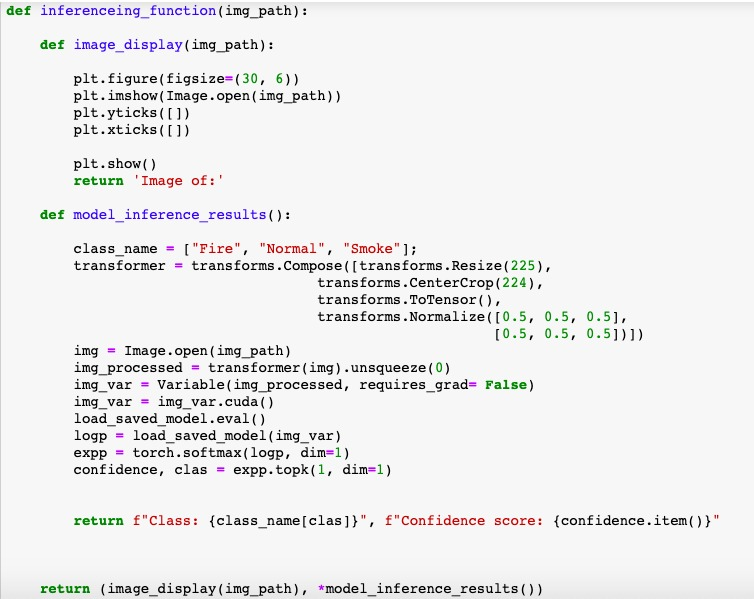 def inferenceing_function(img_path):
    def image_display(img_path):
        plt.figure(figsize=(30, 6))
        plt.imshow(Image.open(img_path))
        plt.yticks([])
        plt.xticks([])
        plt.show()
        return 'Image of:'
    def model_inference_results():
        class_name = ["Fire", "Normal", "Smoke"];
        transformer = transforms.Compose([transforms.Resize(225),
                                     transforms.CenterCrop(224),
                                     transforms.ToTensor(),
                                     transforms.Normalize([0.5, 0.5, 0.5],
                                                          [0.5, 0.5, 0.5])])
        img = Image.open(img_path)
        img_processed = transformer(img).unsqueeze(0)
        img_var = Variable(img_processed, requires_grad= False)
        img_var = img_var.cuda()
        load_saved_model.eval()
        logp = load_saved_model(img_var)
        expp = torch.softmax(logp, dim=1)
        confidence, clas = expp.topk(1, dim=1)
        return f"Class: {class_name[clas]}", f"Confidence score: {confidence.item()}"
    return (image_display(img_path), *model_inference_results())